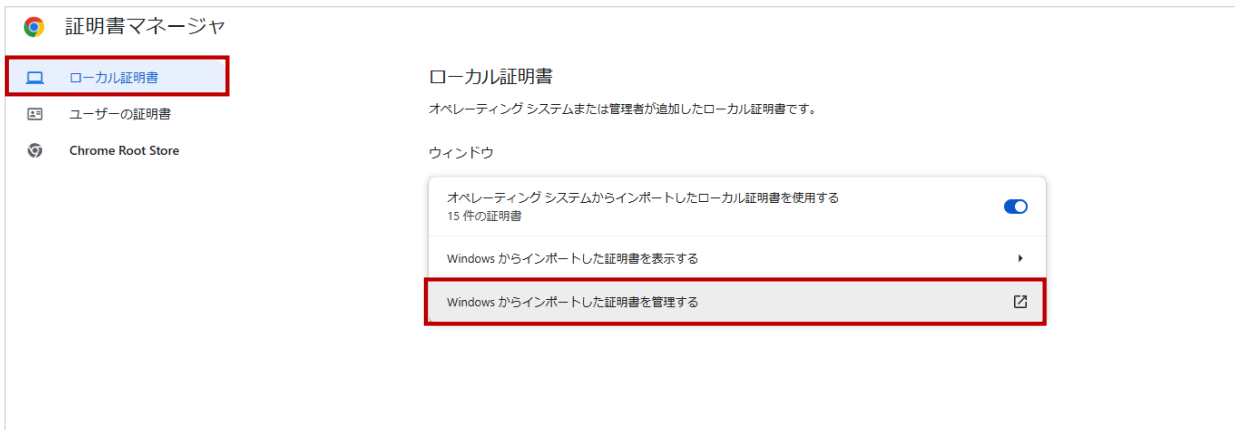 証明書マネージャ
ローカル証明書
ユーザーの証明書
Chrome Root Store
ローカル証明書
オペレーティング システムまたは管理者が追加したローカル証明書です。
ウィンドウ
オペレーティング システムからインポートしたローカル証明書を使用する
15 件の証明書
Windows からインポートした証明書を表示する
Windows からインポートした証明書を管理する